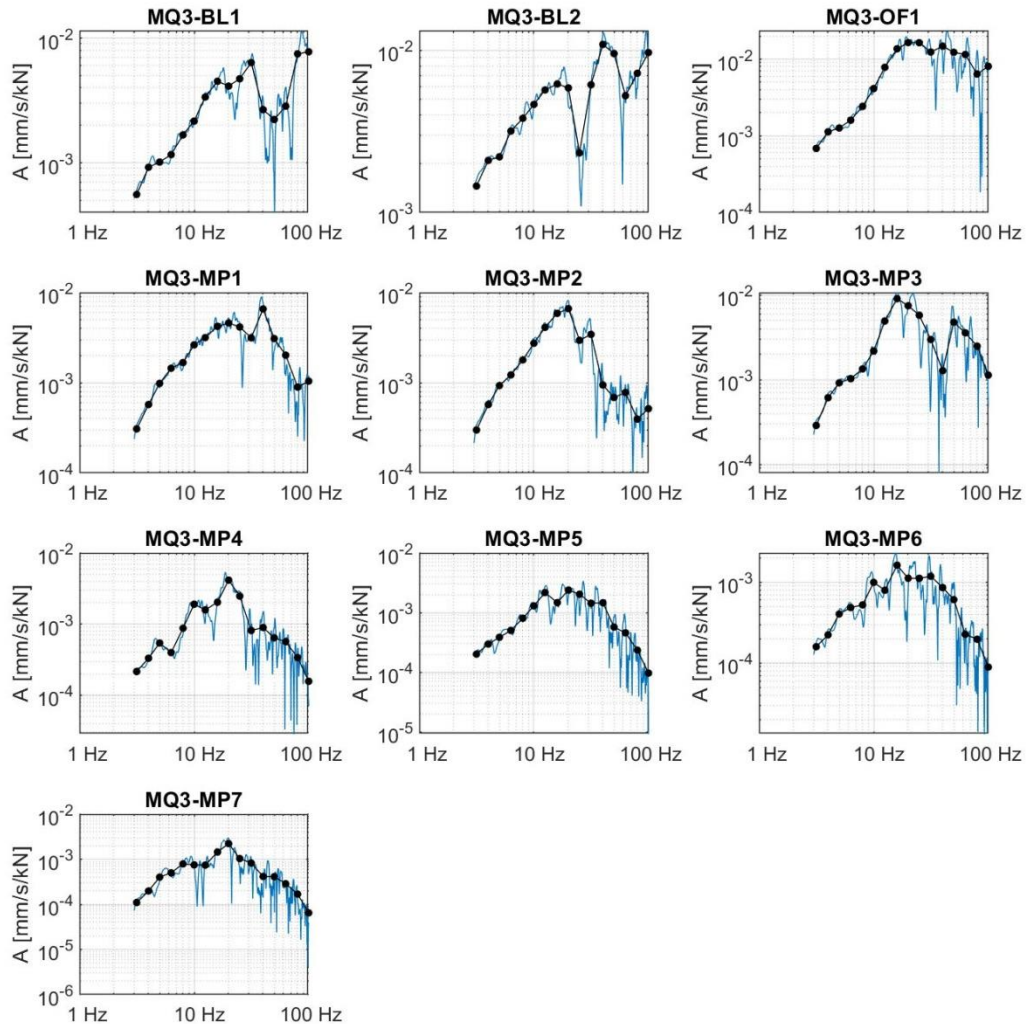 MQ3-BL1 MQ3-BL2 MQ3-OF1
10-2 10-2 10-2
A [mm/s/kN] A [mm/s/kN] A [mm/s/kN]
10-3 10-3
10-3 10-4
1 Hz 10 Hz 100 Hz 1 Hz 10 Hz 100 Hz 1 Hz 10 Hz 100 Hz
MQ3-MP1 MQ3-MP2 MQ3-MP3
10-2 10-2 10-2
A [mm/s/kN] A [mm/s/kN] A [mm/s/kN]
10-3 10-3 10-3
10-4 10-4 10-4
1 Hz 10 Hz 100 Hz 1 Hz 10 Hz 100 Hz 1 Hz 10 Hz 100 Hz
MQ3-MP4 MQ3-MP5 MQ3-MP6
10-2 10-2
10-3 10-3 10-3
A [mm/s/kN] A [mm/s/kN] A [mm/s/kN]
10-4 10-4 10-4
10-5
1 Hz 10 Hz 100 Hz 1 Hz 10 Hz 100 Hz 1 Hz 10 Hz 100 Hz
MQ3-MP7
10-2
10-3
A [mm/s/kN]
10-4
10-5
10-6
1 Hz 10 Hz 100 Hz